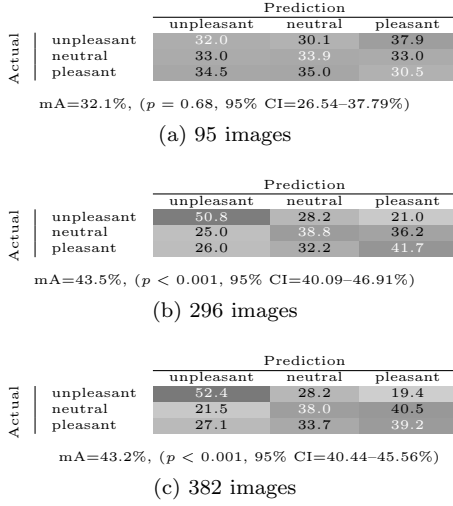 Prediction
unpleasant neutral pleasant
Actual
unpleasant 32.0 30.1 37.9
neutral 33.0 33.9 33.0
pleasant 34.5 35.0 30.5
mA=32.1%, (p = 0.68, 95% CI=26.54–37.79%)
(a) 95 images
Prediction
unpleasant neutral pleasant
Actual
unpleasant 50.8 28.2 21.0
neutral 25.0 38.8 36.2
pleasant 26.0 32.2 41.7
mA=43.5%, (p < 0.001, 95% CI=40.09–46.91%)
(b) 296 images
Prediction
unpleasant neutral pleasant
Actual
unpleasant 52.4 28.2 19.4
neutral 21.5 38.0 40.5
pleasant 27.1 33.7 39.2
mA=43.2%, (p < 0.001, 95% CI=40.44–45.56%)
(c) 382 images